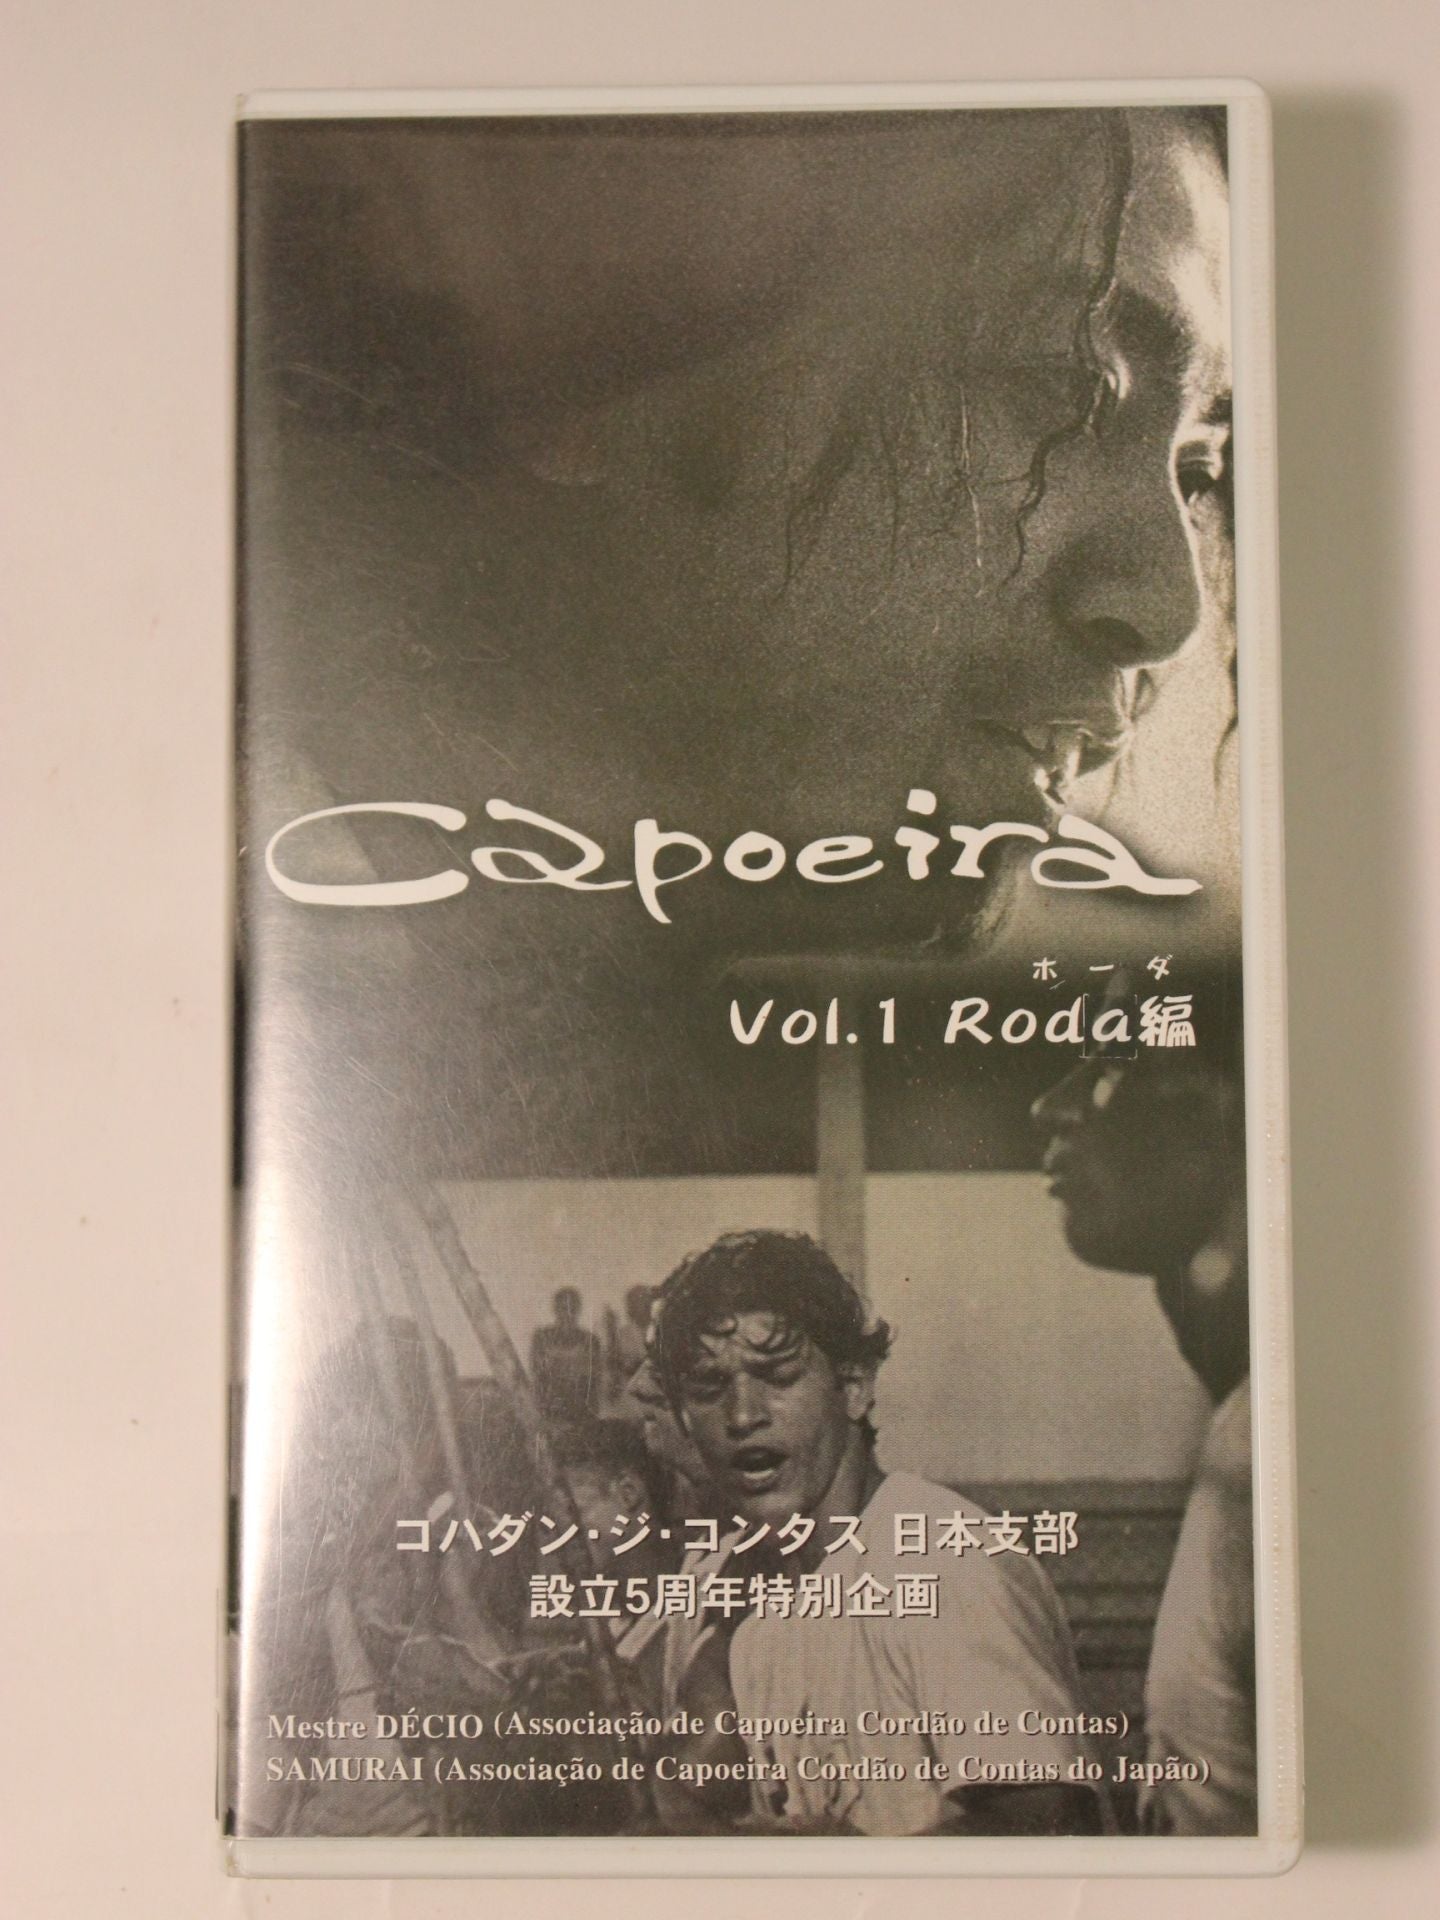 Capoeira
ホーダ
Vol.1 Roda編
コハダン・ジ・コンタス 日本支部
設立5周年特別企画
Mestre DÉCIO (Associação de Capoeira Cordão de Contas)
SAMURAI (Associação de Capoeira Cordão de Contas do Japão)